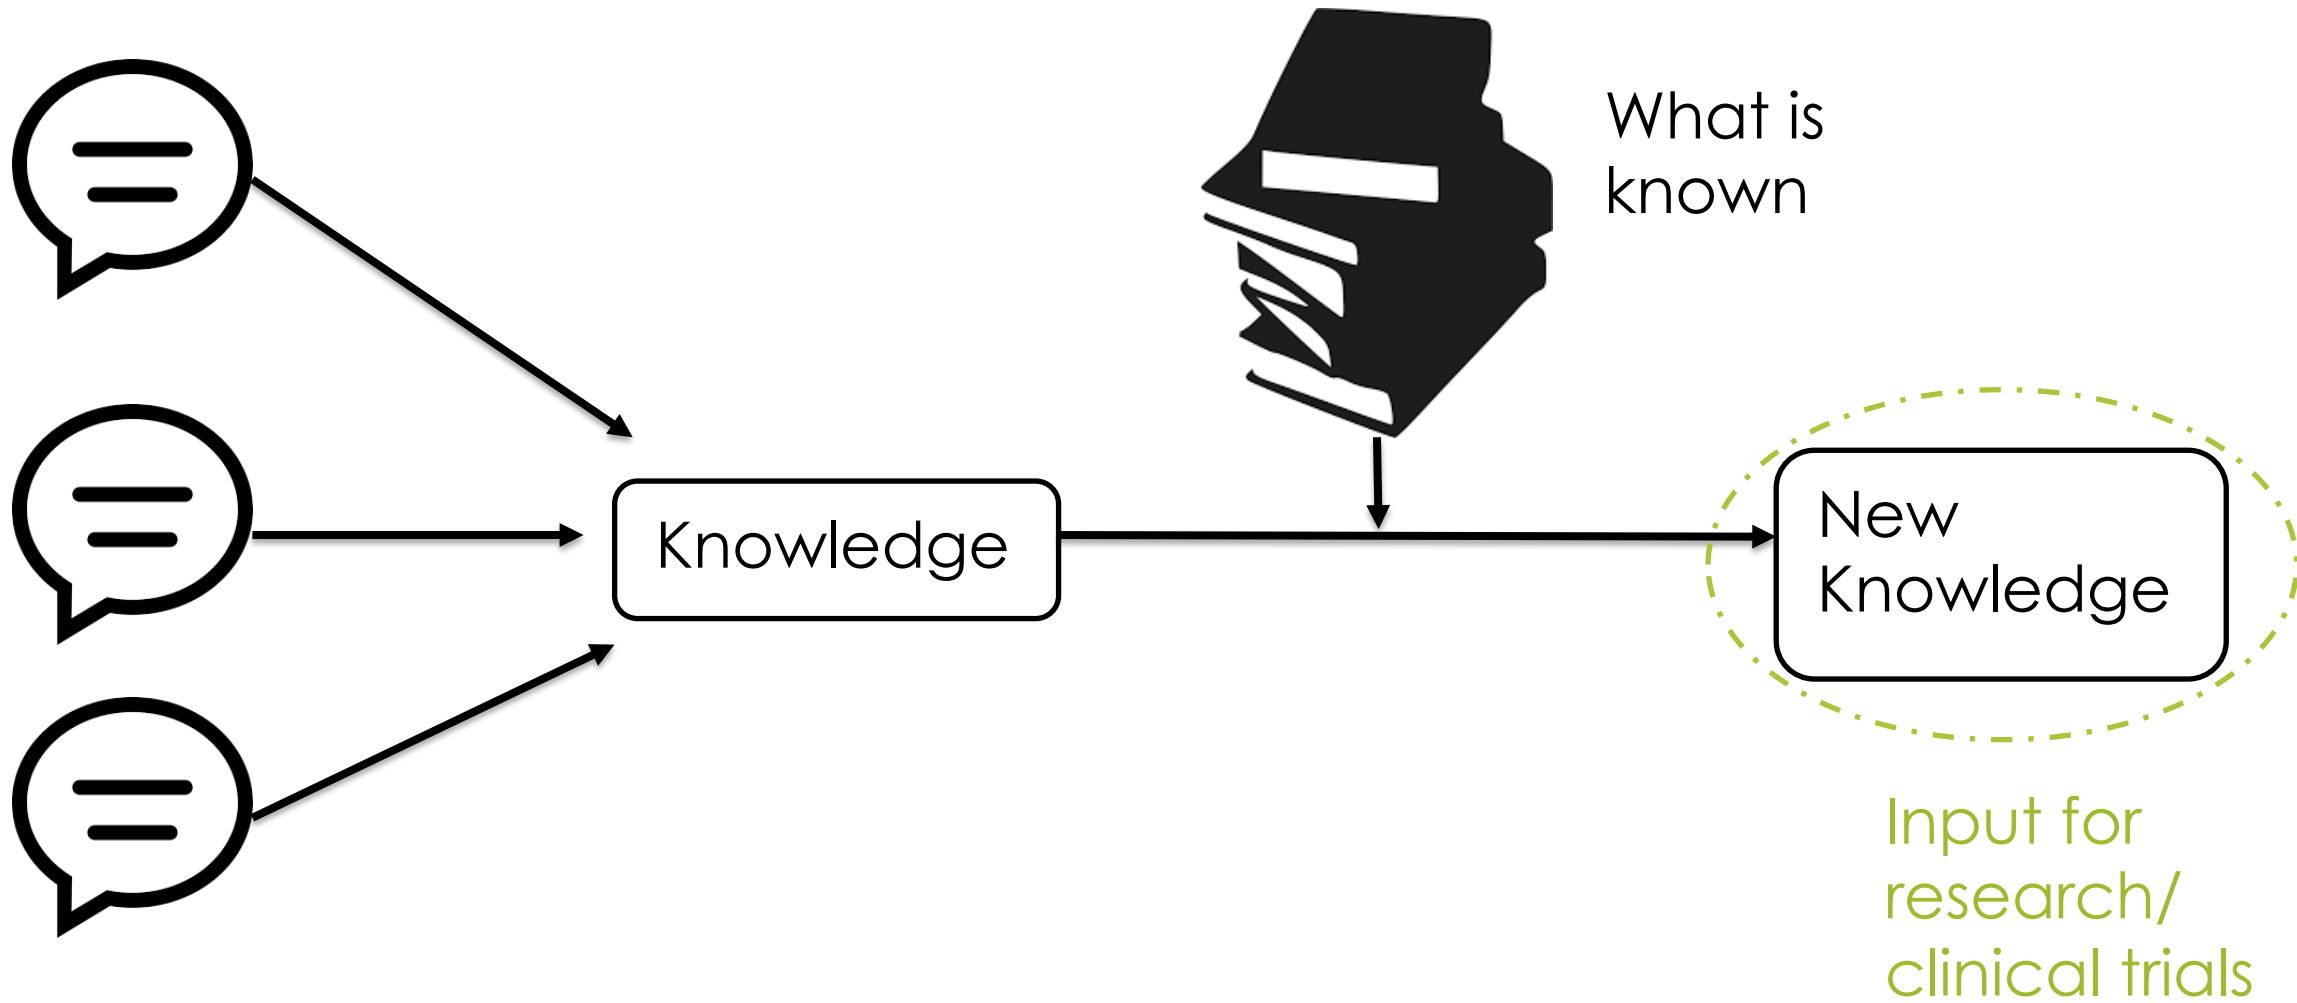 What is
known
Knowledge
New
Knowledge
Input for
research/
clinical trials